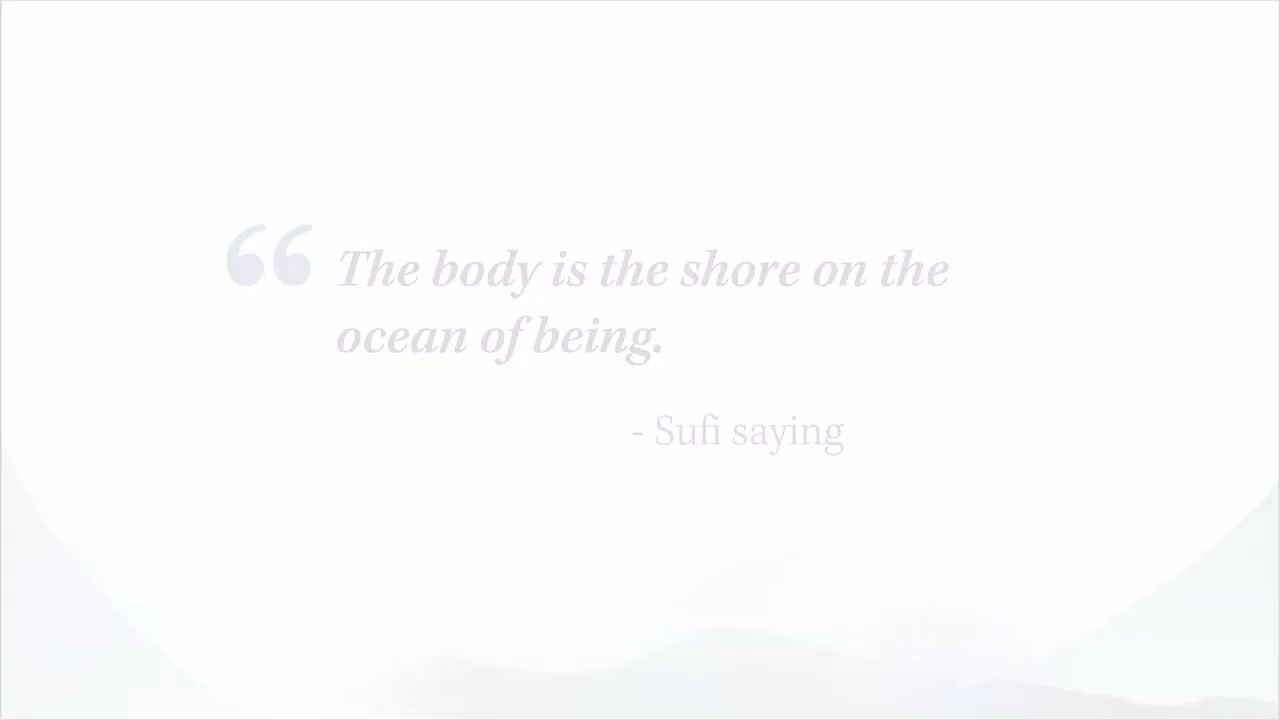 “
The body is the shore on the
ocean of being.
- Sufi saying